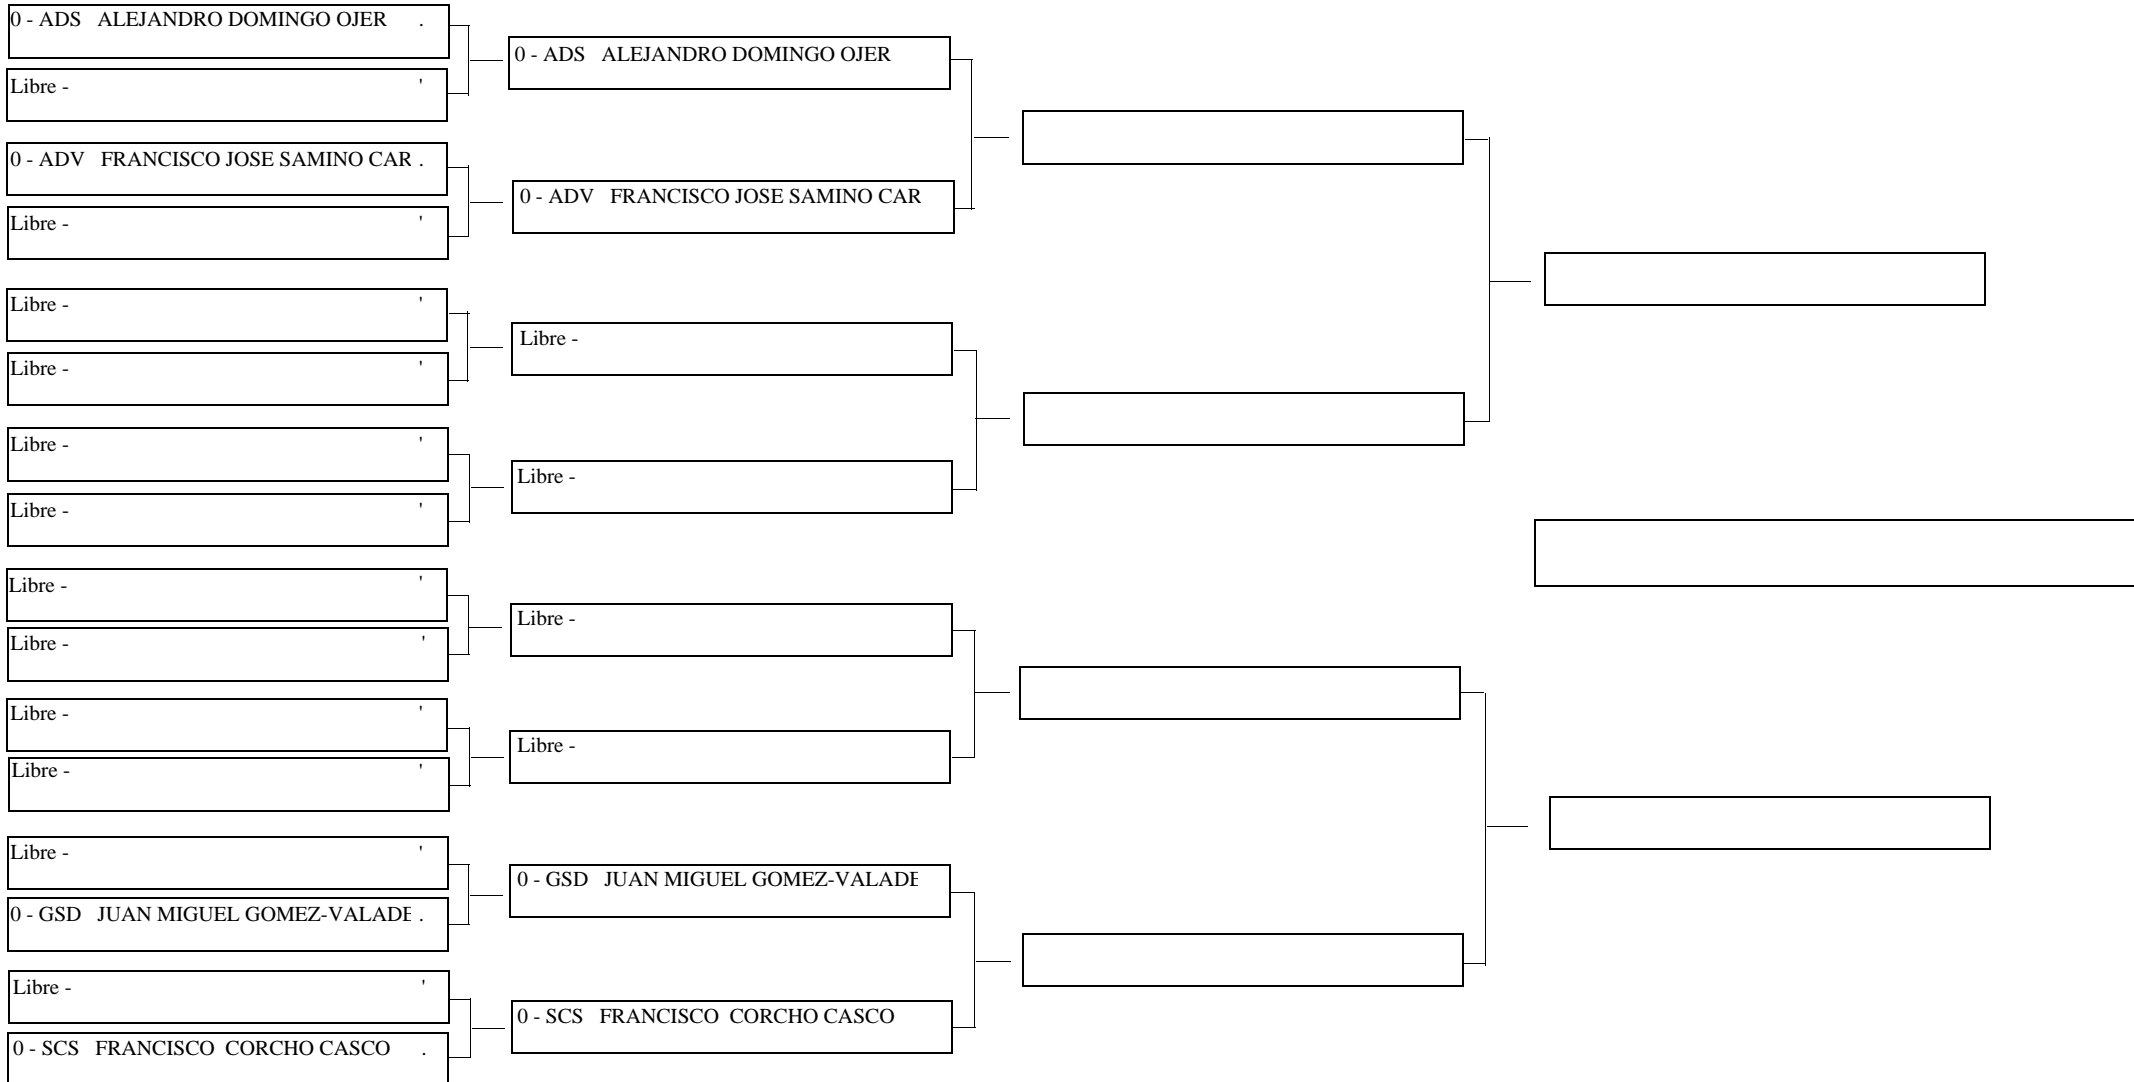 0 - ADS ALEJANDRO DOMINGO OJER .
Libre - '
0 - ADV FRANCISCO JOSE SAMINO CAR .
Libre - '
Libre - '
Libre - '
Libre - '
Libre - '
Libre - '
Libre - '
Libre - '
Libre - '
Libre - '
0 - GSD JUAN MIGUEL GOMEZ-VALADE .
Libre - '
0 - SCS FRANCISCO CORCHO CASCO .
0 - ADS ALEJANDRO DOMINGO OJER
0 - ADV FRANCISCO JOSE SAMINO CAR
Libre -
Libre -
Libre -
Libre -
0 - GSD JUAN MIGUEL GOMEZ-VALADE
0 - SCS FRANCISCO CORCHO CASCO